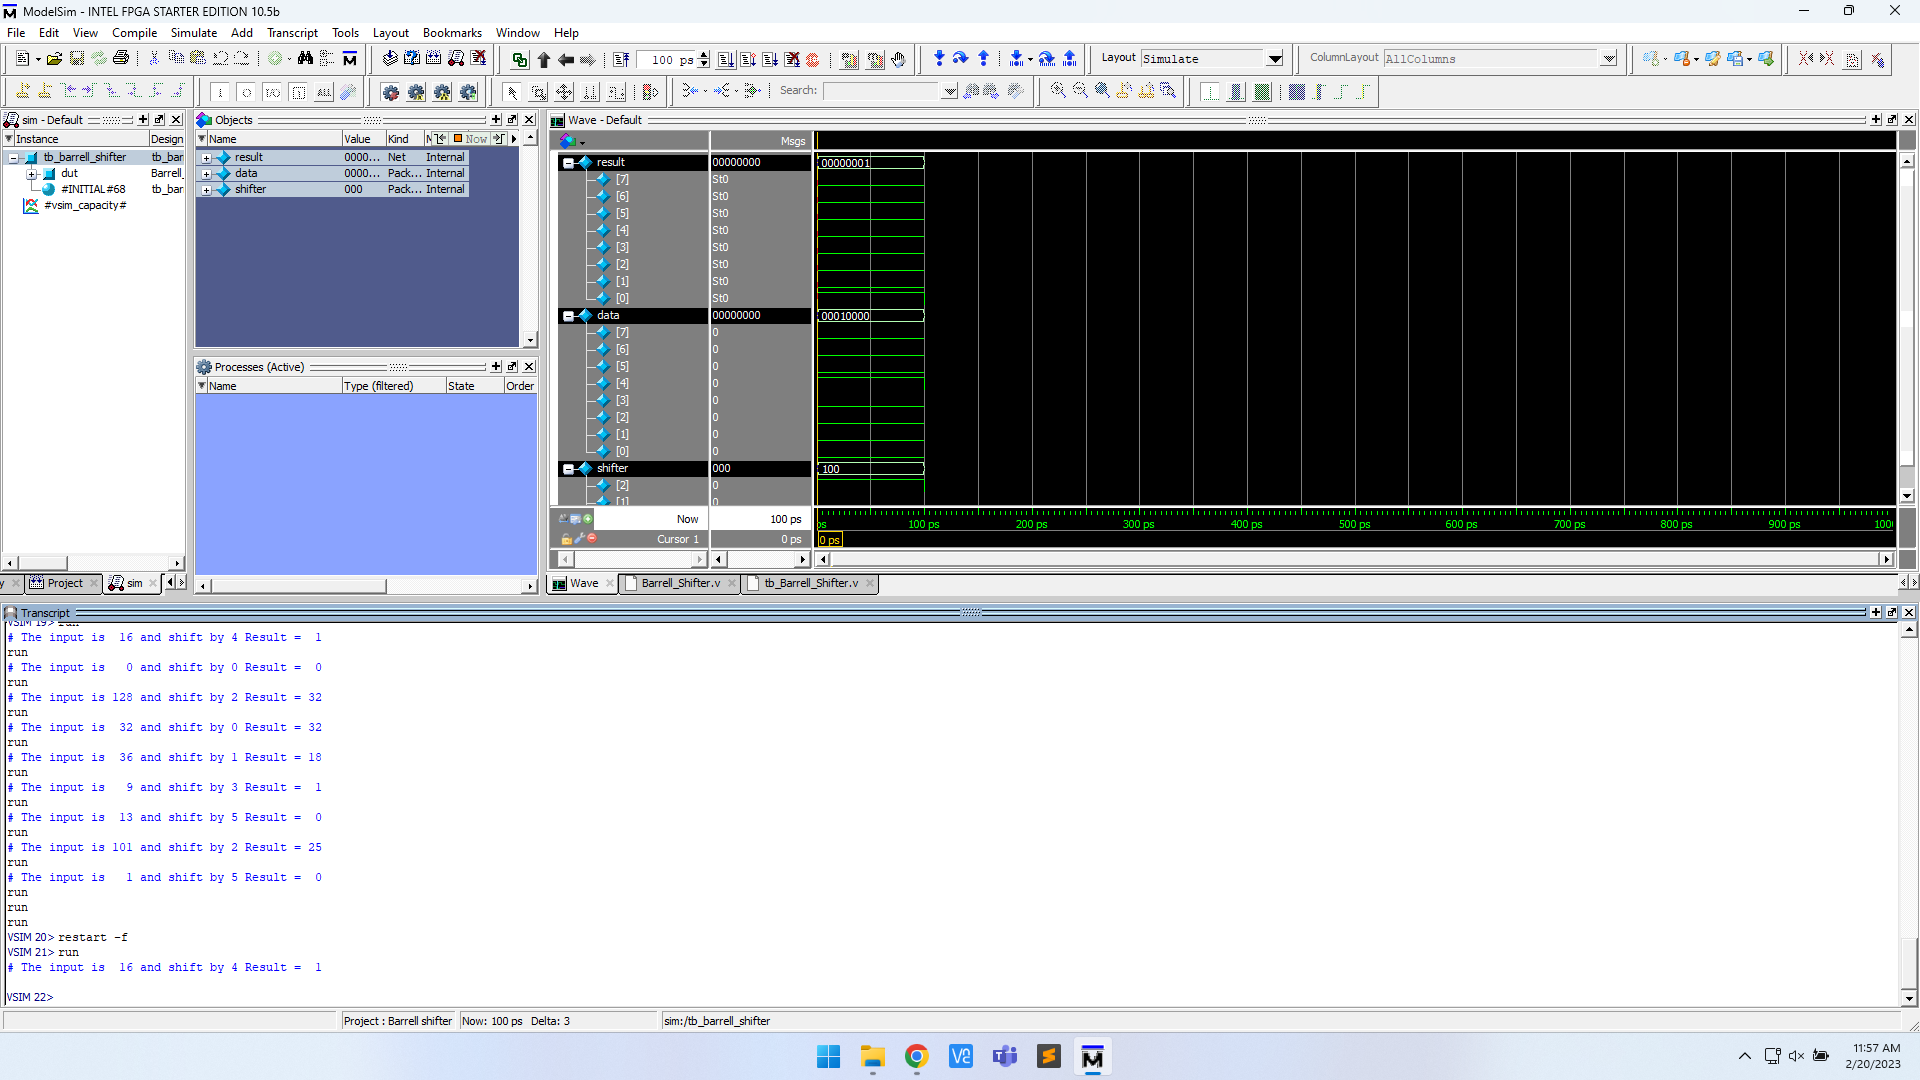 ModelSim - INTEL FPGA STARTER EDITION 10.5b
File Edit View Compile Simulate Add Transcript Tools Layout Bookmarks Window Help
100 ps
Layout Simulate
ColumnLayout AllColumns
Search:
sim - Default
Instance Design
tb_barrell_shifter tb_bar
dut Barrell_
#INITIAL#68 tb_bar
#vsim_capacity#
Project sim
Objects
Name Value Kind Now
result 0000... Net Internal
data 0000... Pack... Internal
shifter 000 Pack... Internal
Processes (Active)
Name Type (filtered) State Order
Wave - Default
Msgs
result 00000000 00000001
[7] St0
[6] St0
[5] St0
[4] St0
[3] St0
[2] St0
[1] St0
[0] St0
data 00000000 00010000
[7] 0
[6] 0
[5] 0
[4] 0
[3] 0
[2] 0
[1] 0
[0] 0
shifter 000 100
[2] 0
[1] 0
Now 100 ps
ps 100 ps 200 ps 300 ps 400 ps 500 ps 600 ps 700 ps 800 ps 900 ps 100
Cursor 1 0 ps 0 ps
Wave Barrell_Shifter.v tb_Barrell_Shifter.v
Transcript
VSIM 19> run
# The input is  16 and shift by 4 Result =  1
run
# The input is   0 and shift by 0 Result =  0
run
# The input is 128 and shift by 2 Result = 32
run
# The input is  32 and shift by 0 Result = 32
run
# The input is  36 and shift by 1 Result = 18
run
# The input is   9 and shift by 3 Result =  1
run
# The input is  13 and shift by 5 Result =  0
run
# The input is 101 and shift by 2 Result = 25
run
# The input is   1 and shift by 5 Result =  0
run
run
run
VSIM 20> restart -f
VSIM 21> run
# The input is  16 and shift by 4 Result =  1
VSIM 22>
Project : Barrell shifter Now: 100 ps Delta: 3 sim:/tb_barrell_shifter
11:57 AM
2/20/2023